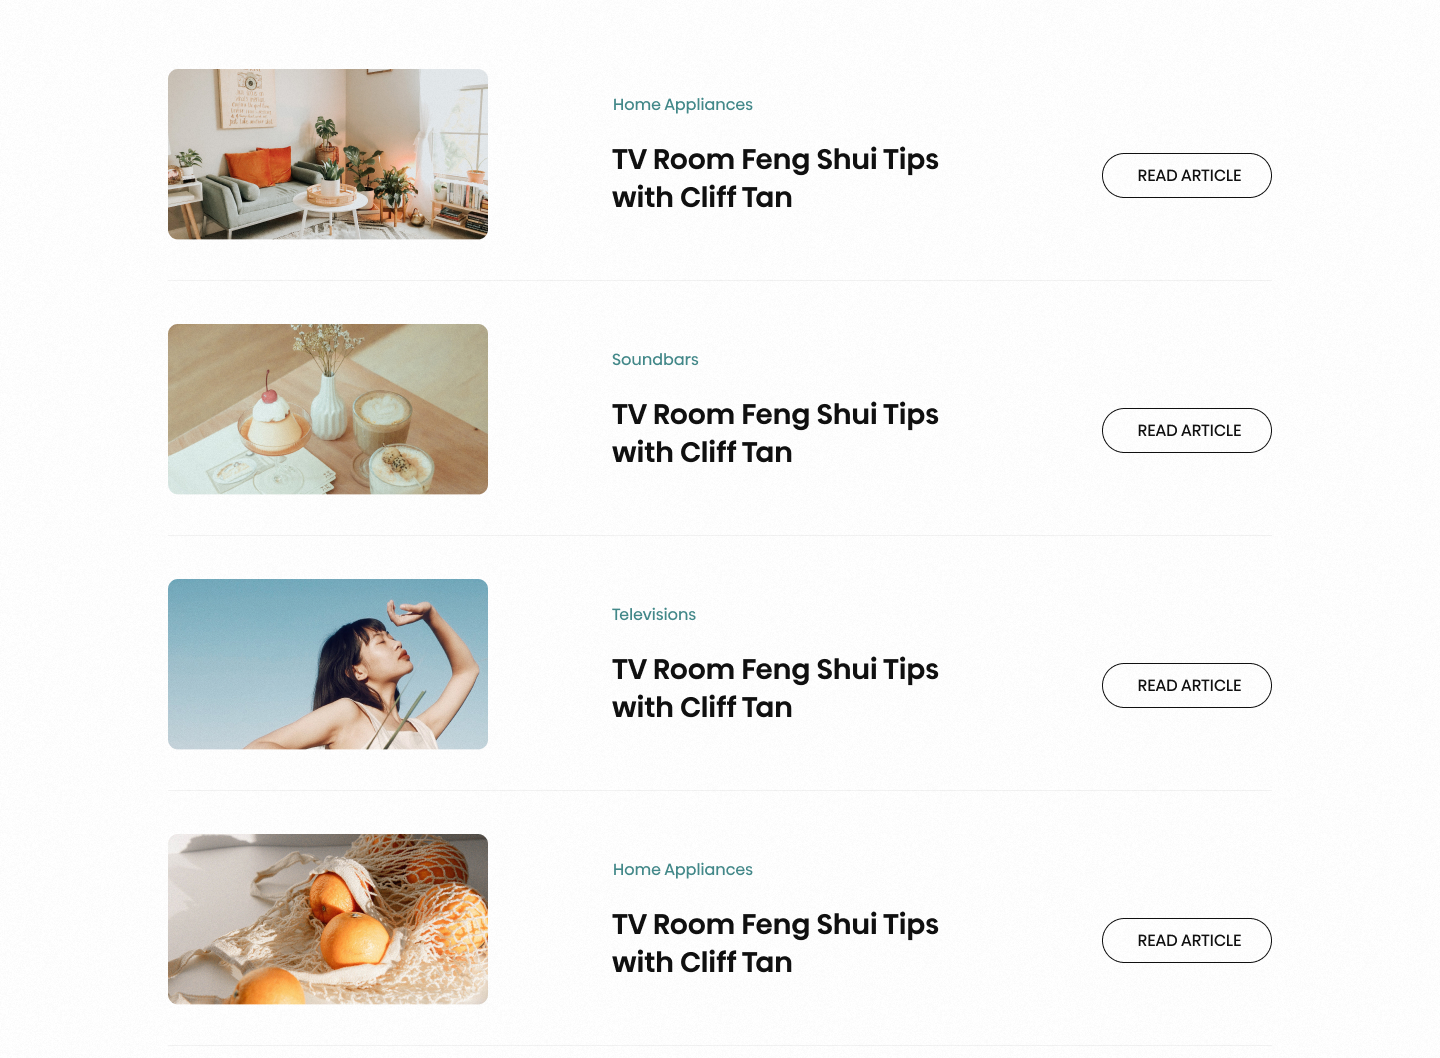 Home Appliances
TV Room Feng Shui Tips
with Cliff Tan
READ ARTICLE
Soundbars
TV Room Feng Shui Tips
with Cliff Tan
READ ARTICLE
Televisions
TV Room Feng Shui Tips
with Cliff Tan
READ ARTICLE
Home Appliances
TV Room Feng Shui Tips
with Cliff Tan
READ ARTICLE